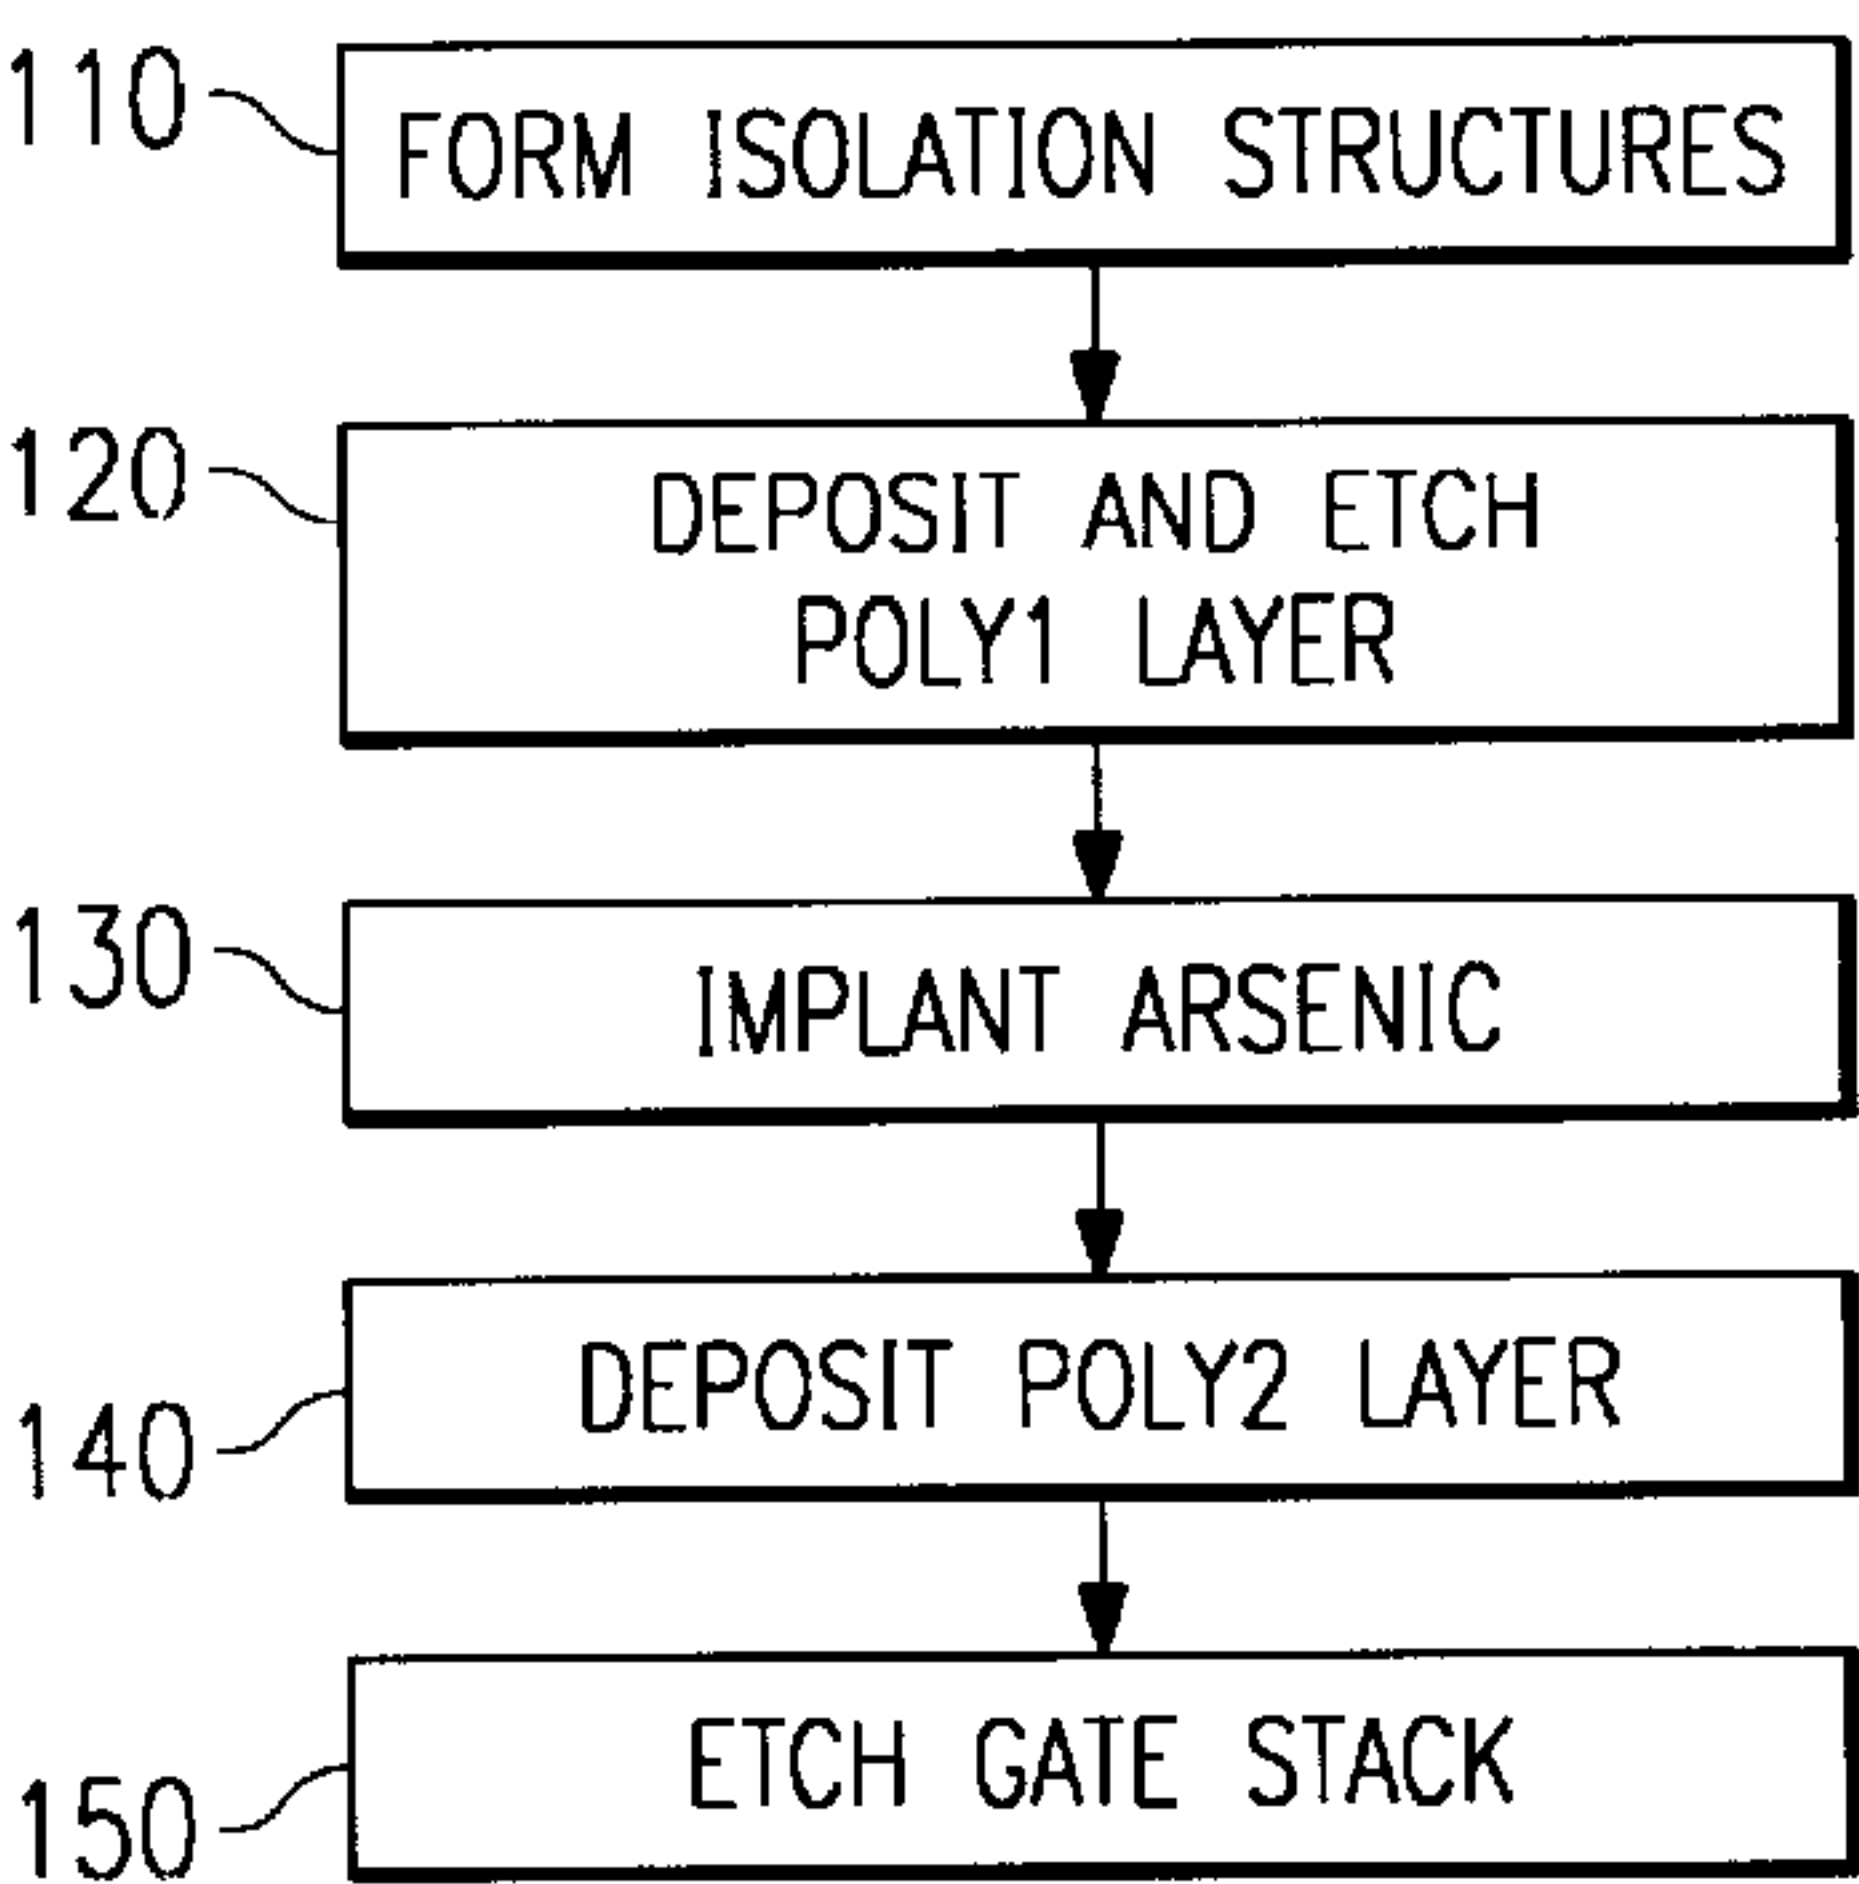 110
FORM ISOLATION STRUCTURES
120
DEPOSIT AND ETCH
POLY1 LAYER
130
IMPLANT ARSENIC
140
DEPOSIT POLY2 LAYER
150
ETCH GATE STACK